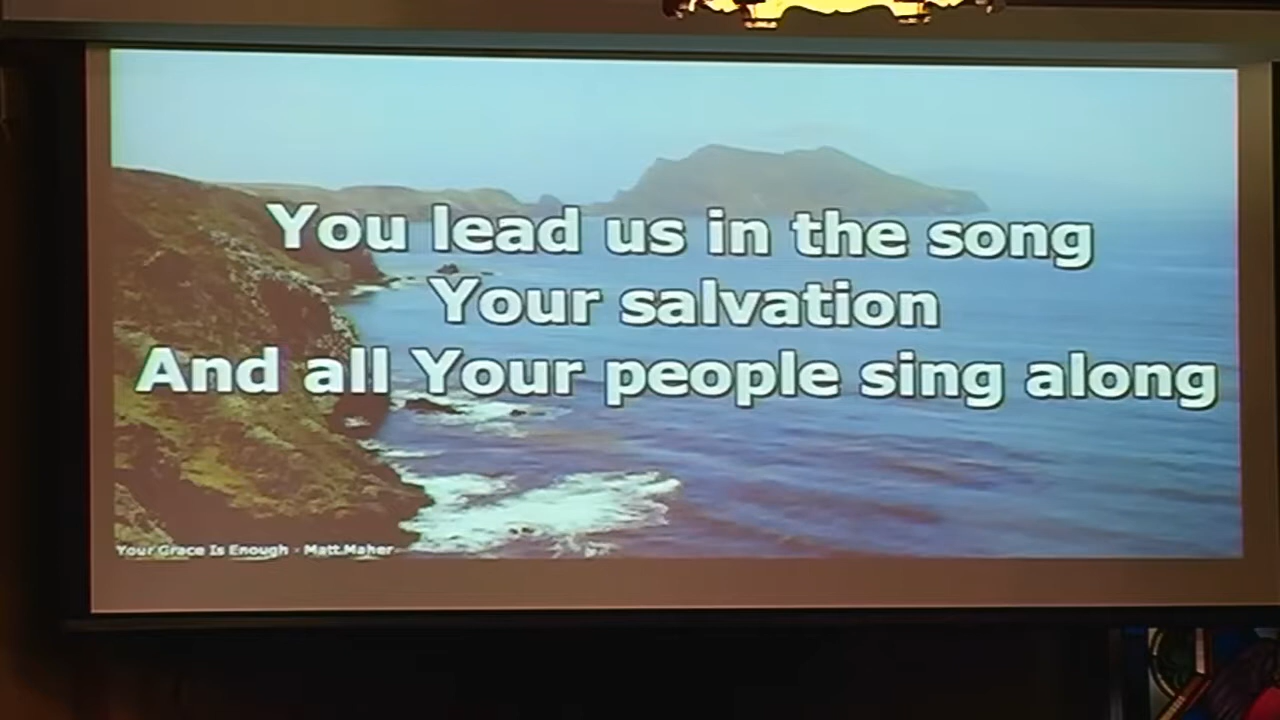 You lead us in the song
Your salvation
And all Your people sing along
Your Grace Is Enough - Matt Maher